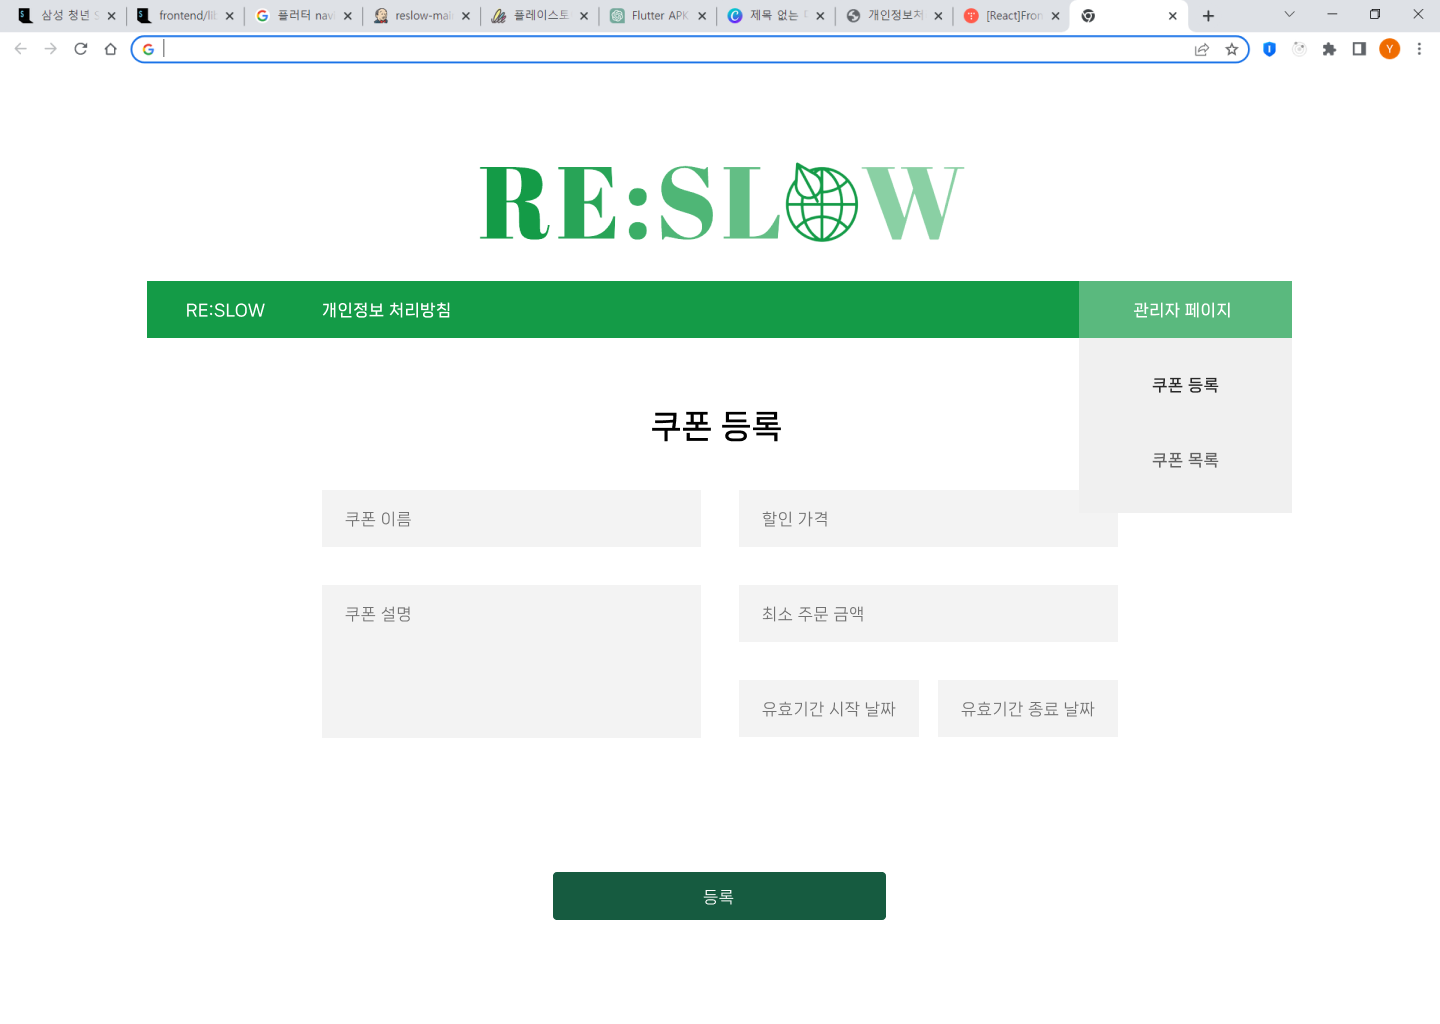 삼성 청년 S
frontend/lib
플러터 navi
reslow-mai
플레이스토
Flutter APK
제목 없는
개인정보처
[React]Fron
Y
RE:SLOW
RE:SLOW
개인정보 처리방침
관리자 페이지
쿠폰 등록
쿠폰 목록
쿠폰 등록
쿠폰 이름
할인 가격
쿠폰 설명
최소 주문 금액
유효기간 시작 날짜
유효기간 종료 날짜
등록